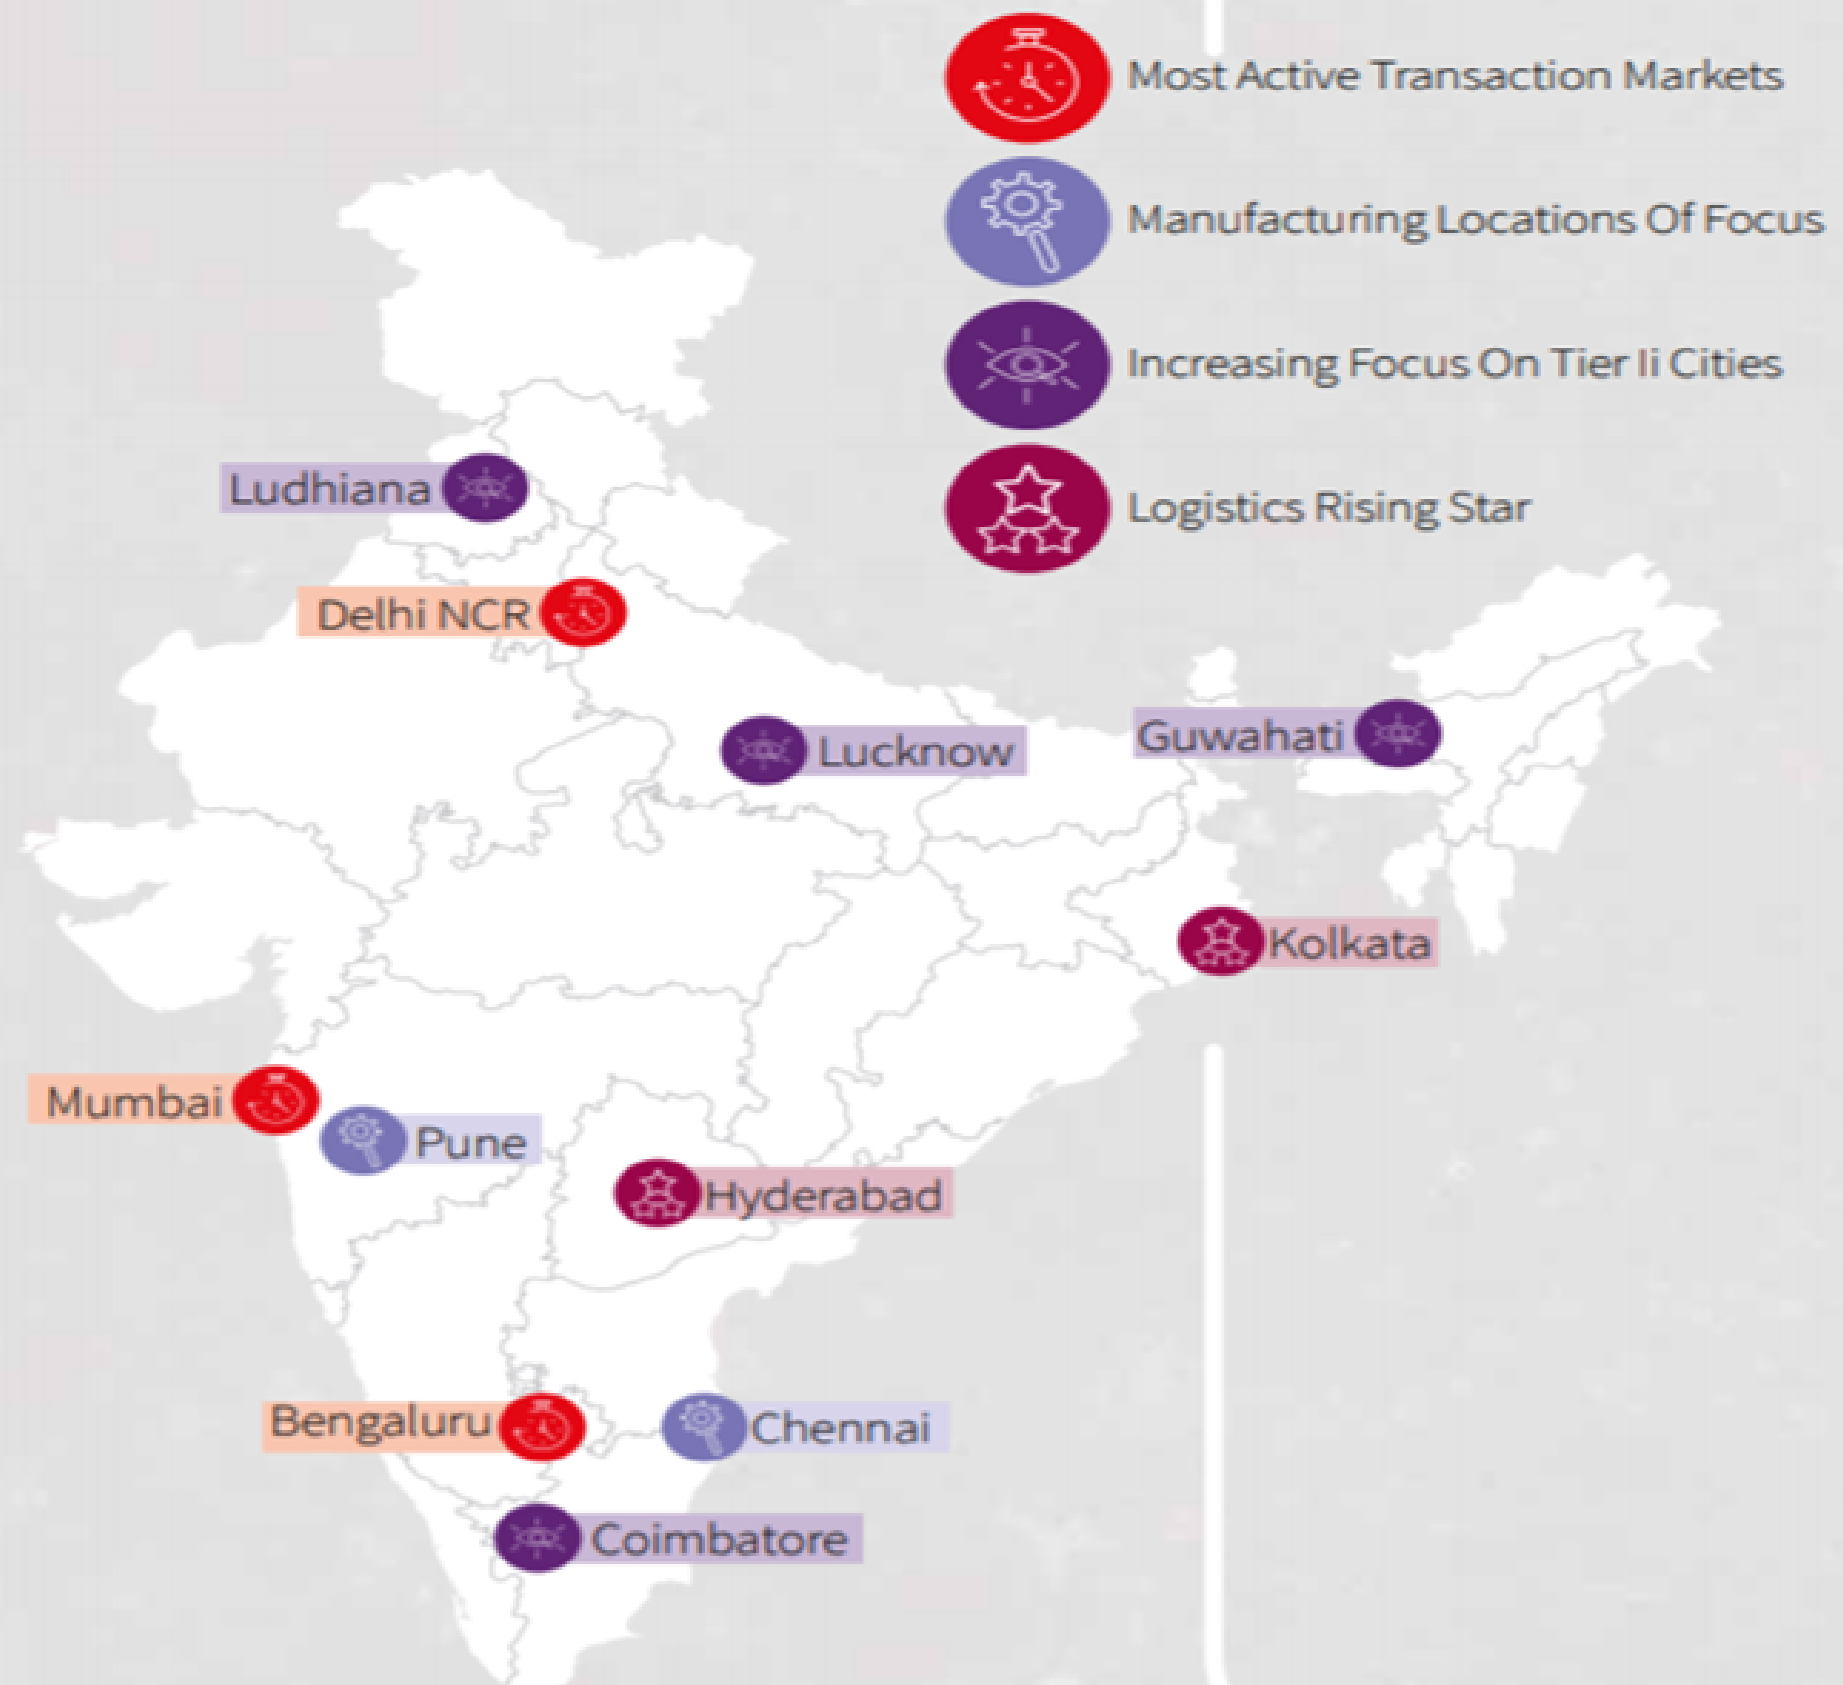 Most Active Transaction Markets
Manufacturing Locations Of Focus
Increasing Focus On Tier Ii Cities
Logistics Rising Star
Ludhiana
Delhi NCR
Lucknow
Guwahati
Kolkata
Mumbai
Pune
Hyderabad
Bengaluru
Chennai
Coimbatore